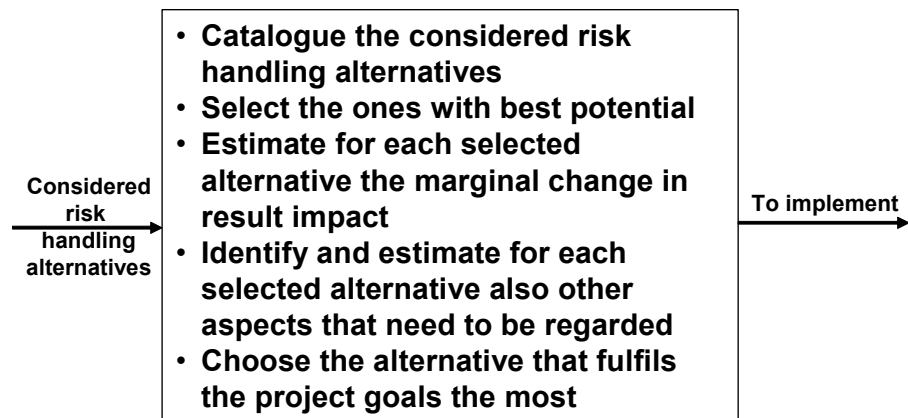 • Catalogue the considered risk
handling alternatives
• Select the ones with best potential
• Estimate for each selected
alternative the marginal change in
result impact
• Identify and estimate for each
selected alternative also other
aspects that need to be regarded
• Choose the alternative that fulfils
the project goals the most
Considered
risk
handling
alternatives
To implement